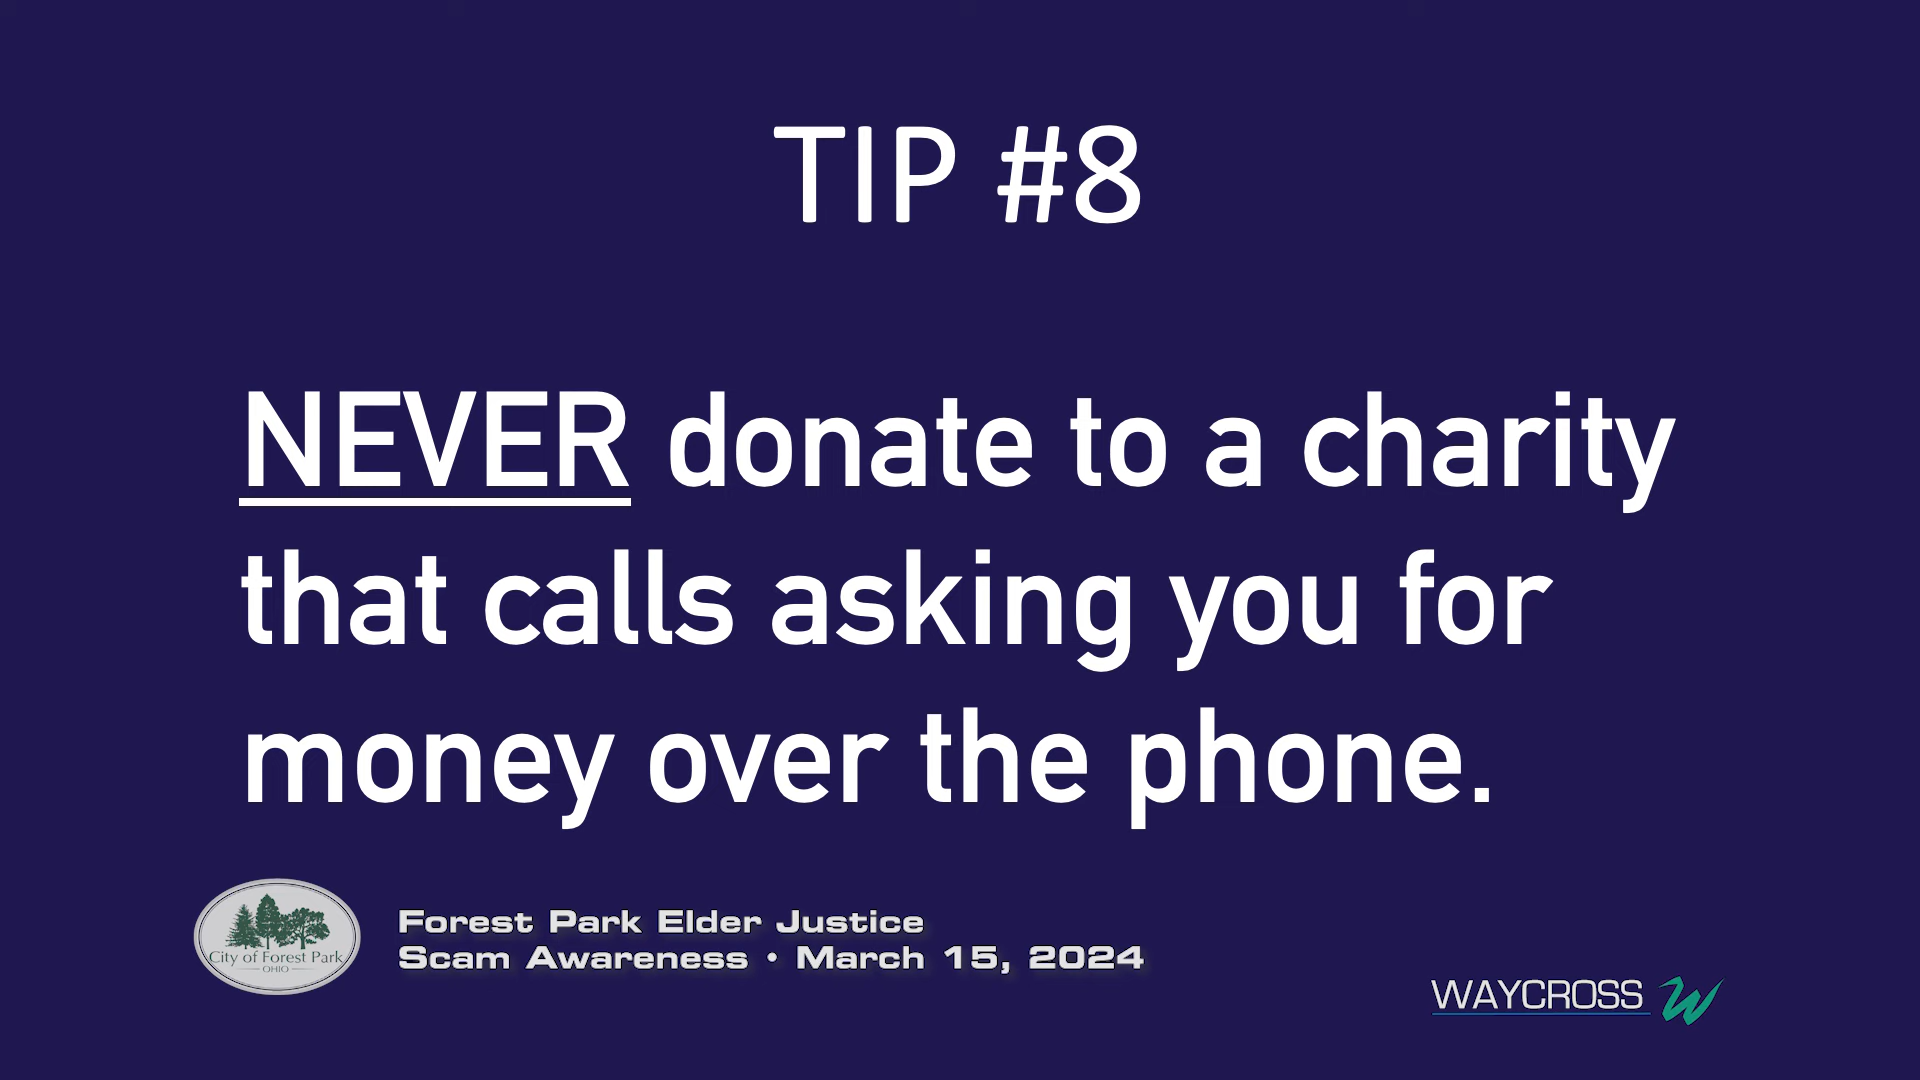 TIP #8
NEVER donate to a charity
that calls asking you for
money over the phone.
City of Forest Park
OHIO
Forest Park Elder Justice
Scam Awareness • March 15, 2024
WAYCROSS W